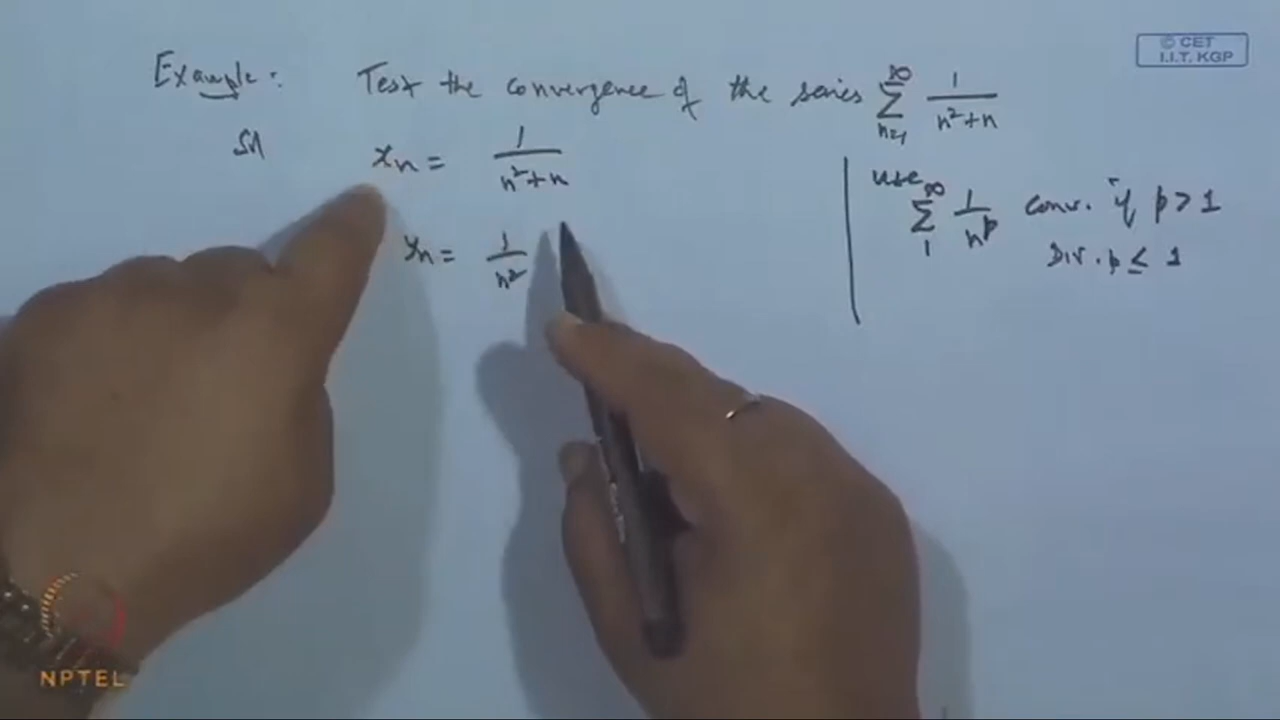 © CET
I.I.T. KGP
Example: Test the convergence of the series ∑_{n=1}^{∞} 1/(n²+n)
Sol
xₙ = 1/(n²+n)
yₙ = 1/n²
use
∑_{1}^{∞} 1/n^p conv. if p > 1
Div. p ≤ 1
NPTEL